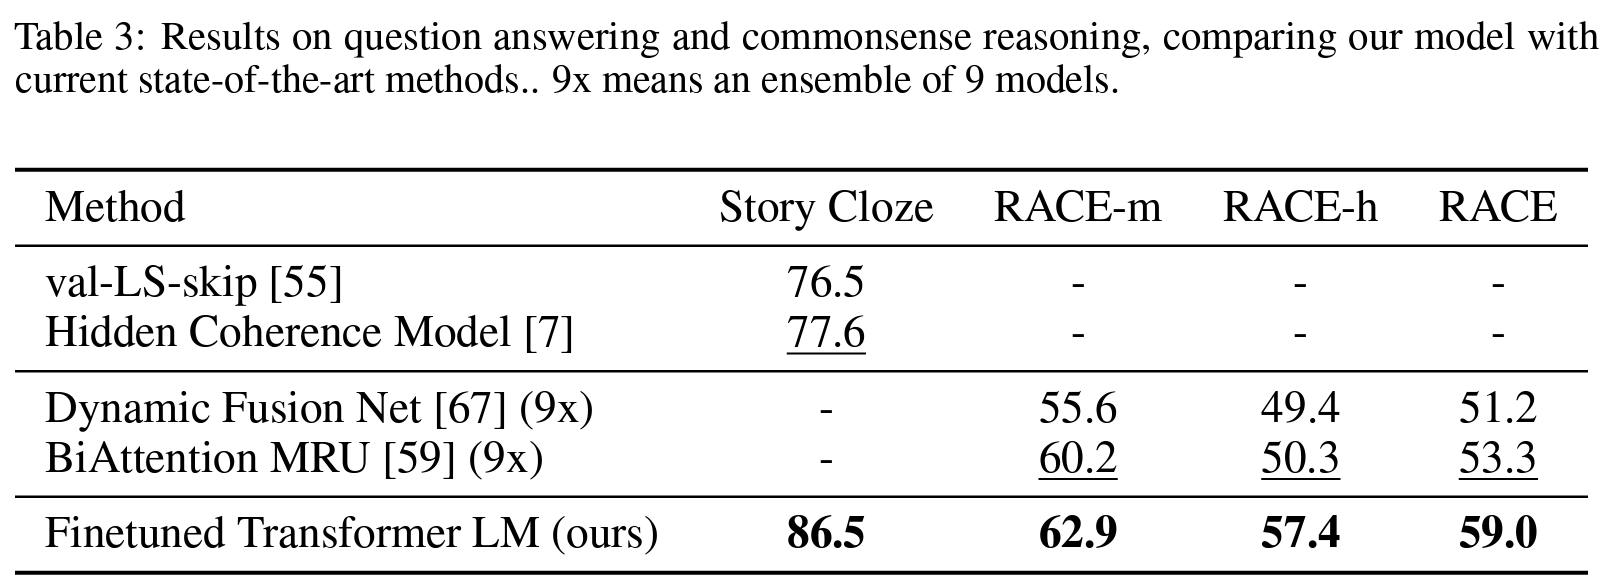 Table 3: Results on question answering and commonsense reasoning, comparing our model with
current state-of-the-art methods.. 9x means an ensemble of 9 models.
Method Story Cloze RACE-m RACE-h RACE
val-LS-skip [55] 76.5 - - -
Hidden Coherence Model [7] 77.6 - - -
Dynamic Fusion Net [67] (9x) - 55.6 49.4 51.2
BiAttention MRU [59] (9x) - 60.2 50.3 53.3
Finetuned Transformer LM (ours) 86.5 62.9 57.4 59.0